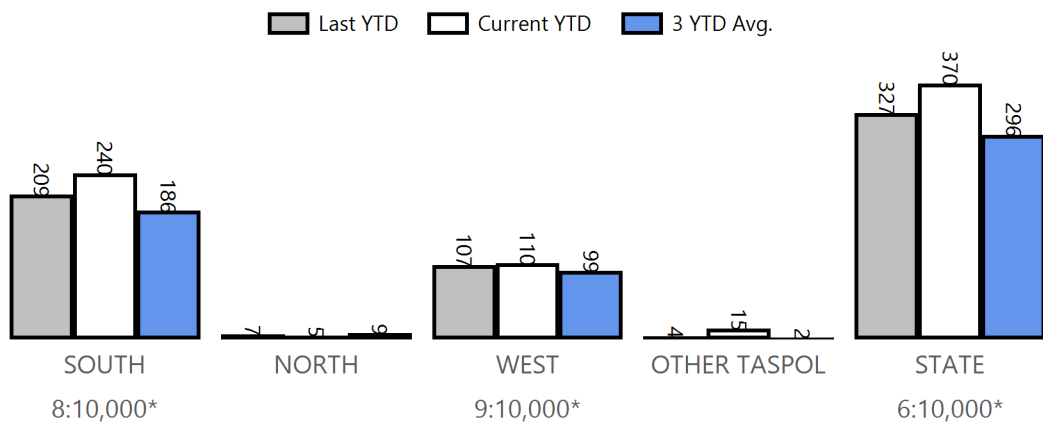 Last YTD Current YTD 3 YTD Avg.
209 240 186 7 5 9 107 110 99 4 15 2 327 370 296
SOUTH NORTH WEST OTHER TASPOL STATE
8:10,000* 9:10,000* 6:10,000*